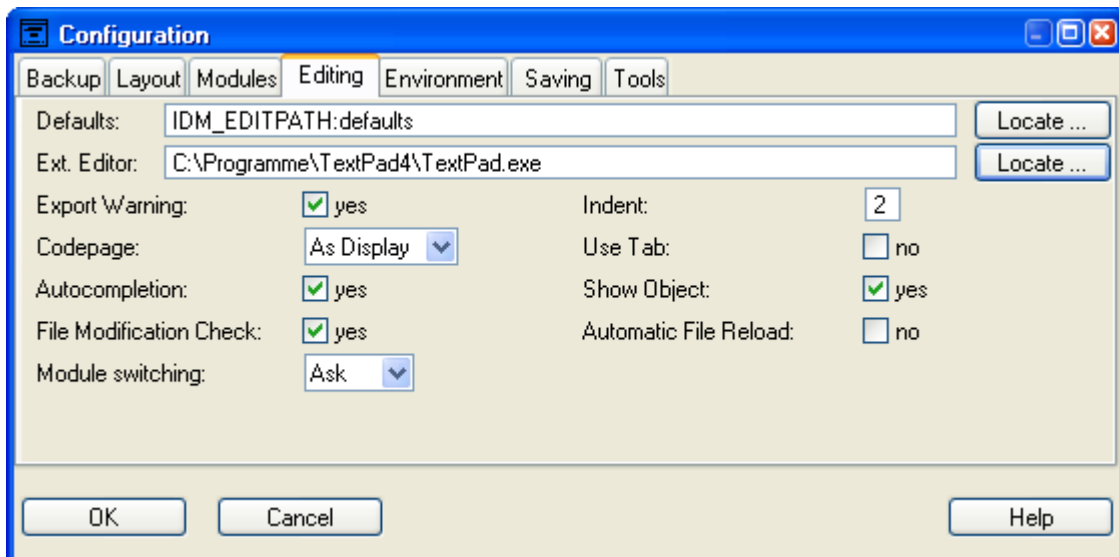 Configuration
Backup Layout Modules Editing Environment Saving Tools
Defaults: IDM_EDITPATH:defaults Locate ...
Ext. Editor: C:\Programme\TextPad4\TextPad.exe Locate ...
Export Warning: yes Indent: 2
Codepage: As Display Use Tab: no
Autocompletion: yes Show Object: yes
File Modification Check: yes Automatic File Reload: no
Module switching: Ask
OK Cancel Help